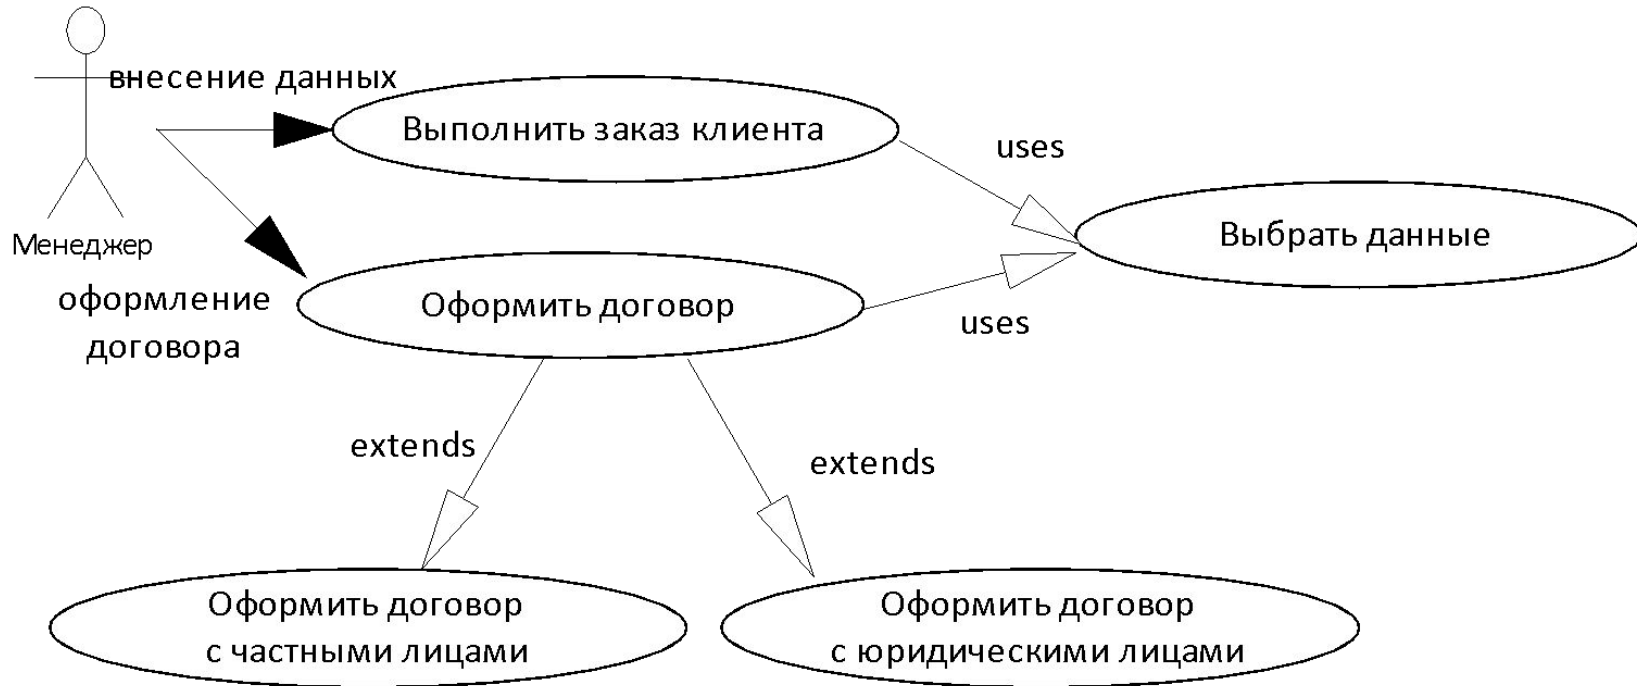 внесение данных
Выполнить заказ клиента
uses
Выбрать данные
Менеджер
оформление
договора
Оформить договор
uses
extends
extends
Оформить договор
с частными лицами
Оформить договор
с юридическими лицами